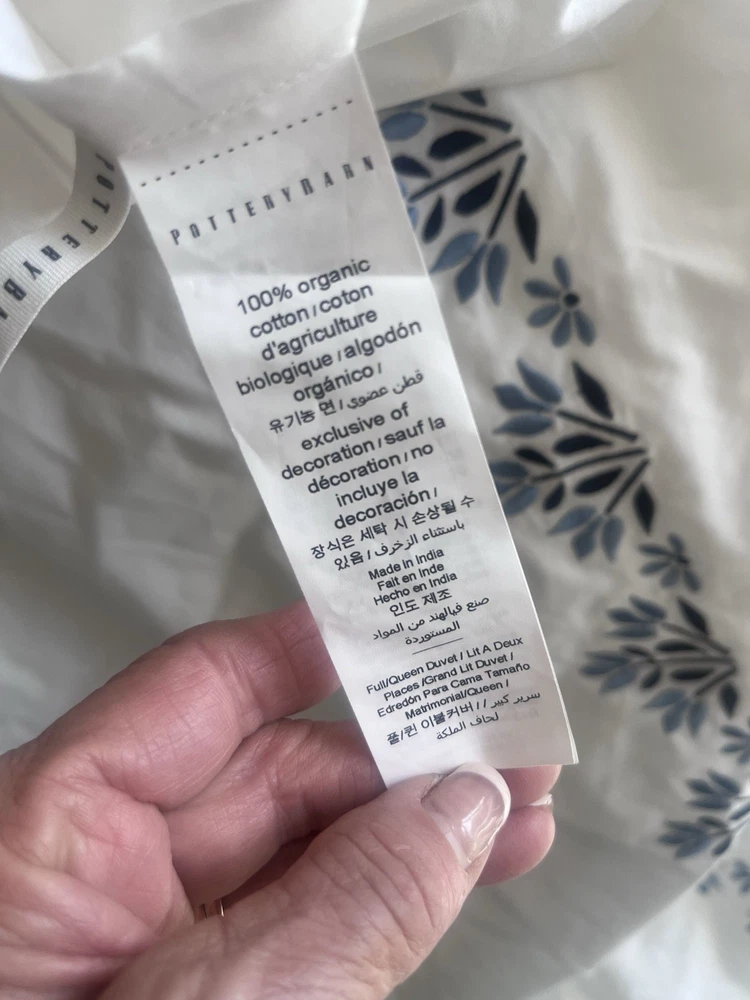 POTTERYBARN
100% organic
cotton / coton
d'agriculture
biologique / algodón
orgánico /
유기농 면 / قطن عضوي /
exclusive of
decoration / sauf la
décoration / no
incluye la
decoración /
장식은 세탁 시 손상될 수
있음 / باستثناء الزخرف
Made in India
Fait en Inde
Hecho en India
인도 제조
صنع فيالهند من المواد
المستوردة
Full/Queen Duvet / Lit A Deux
Places /Grand Lit Duvet /
Edredón Para Cama Tamaño
Matrimonial/Queen /
풀/퀸 이불커버 / / سرير كبير
لحاف الملكة
POTTERYBA